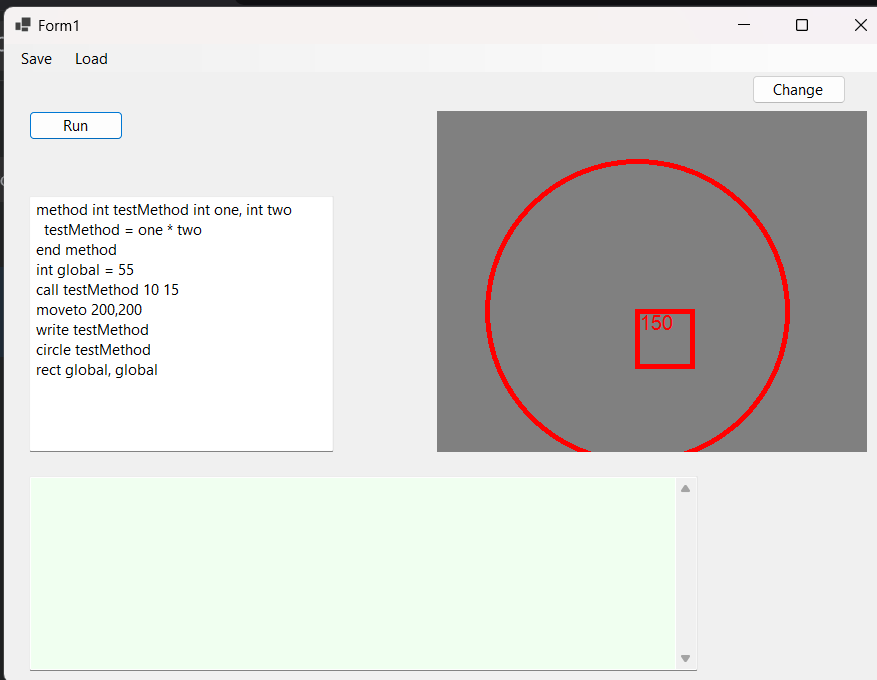 Form1
Save Load
Change
Run
method int testMethod int one, int two
  testMethod = one * two
end method
int global = 55
call testMethod 10 15
moveto 200,200
write testMethod
circle testMethod
rect global, global
150